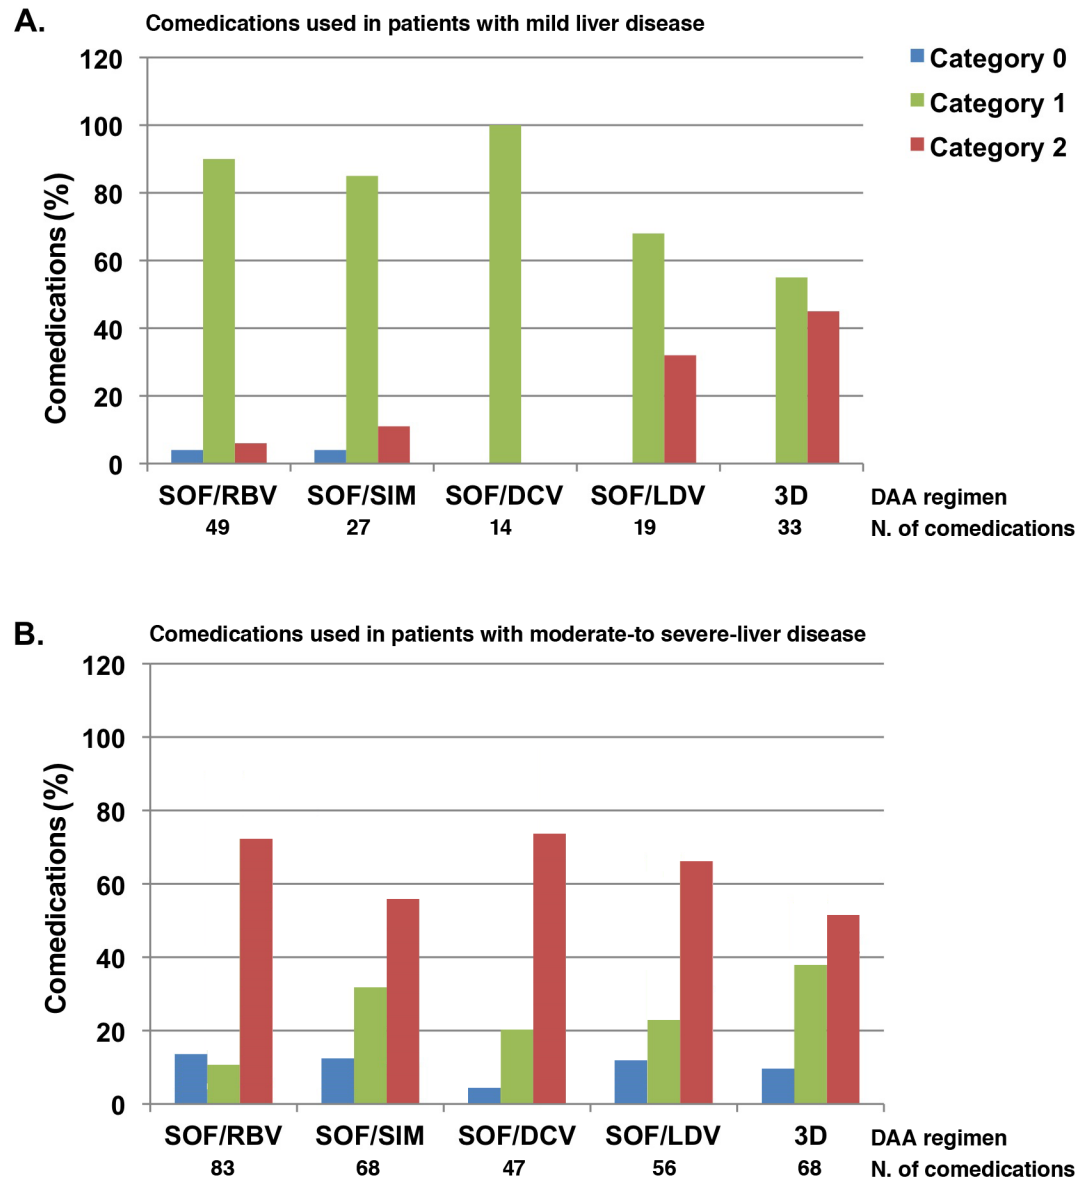 A.
Comedications used in patients with mild liver disease
Category 0
Category 1
Category 2
Comedications (%)
120
100
80
60
40
20
0
SOF/RBV SOF/SIM SOF/DCV SOF/LDV 3D DAA regimen
49 27 14 19 33 N. of comedications
B.
Comedications used in patients with moderate-to severe-liver disease
Comedications (%)
120
100
80
60
40
20
0
SOF/RBV SOF/SIM SOF/DCV SOF/LDV 3D DAA regimen
83 68 47 56 68 N. of comedications